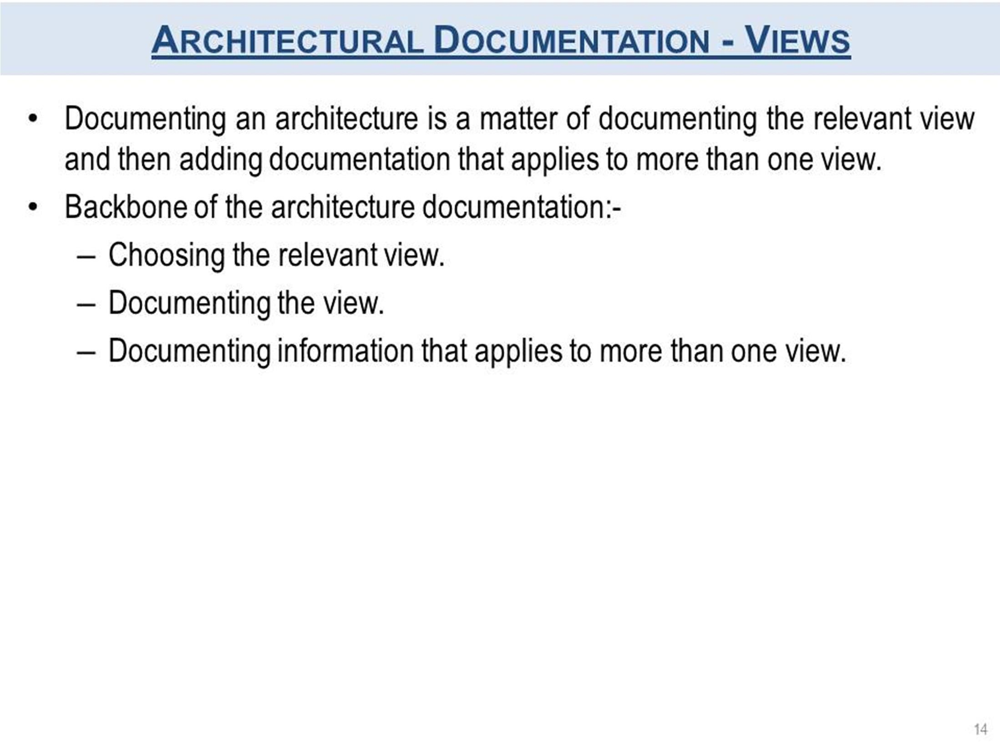 ARCHITECTURAL DOCUMENTATION - VIEWS
• Documenting an architecture is a matter of documenting the relevant view
and then adding documentation that applies to more than one view.
• Backbone of the architecture documentation:-
– Choosing the relevant view.
– Documenting the view.
– Documenting information that applies to more than one view.
14